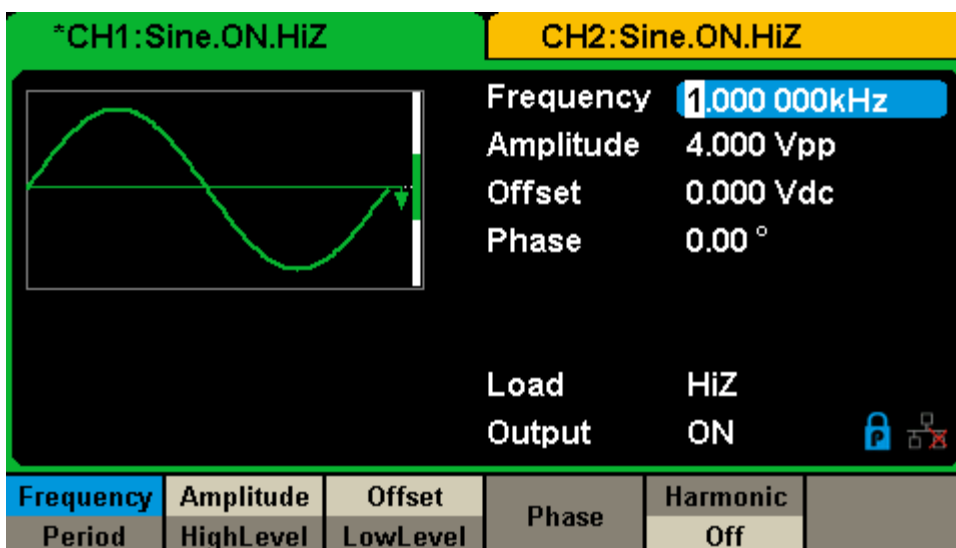 *CH1:Sine.ON.HiZ CH2:Sine.ON.HiZ
Frequency 1.000 000kHz
Amplitude 4.000 Vpp
Offset 0.000 Vdc
Phase 0.00 °
Load HiZ
Output ON P
Frequency Amplitude Offset Phase Harmonic
Period HighLevel LowLevel Off